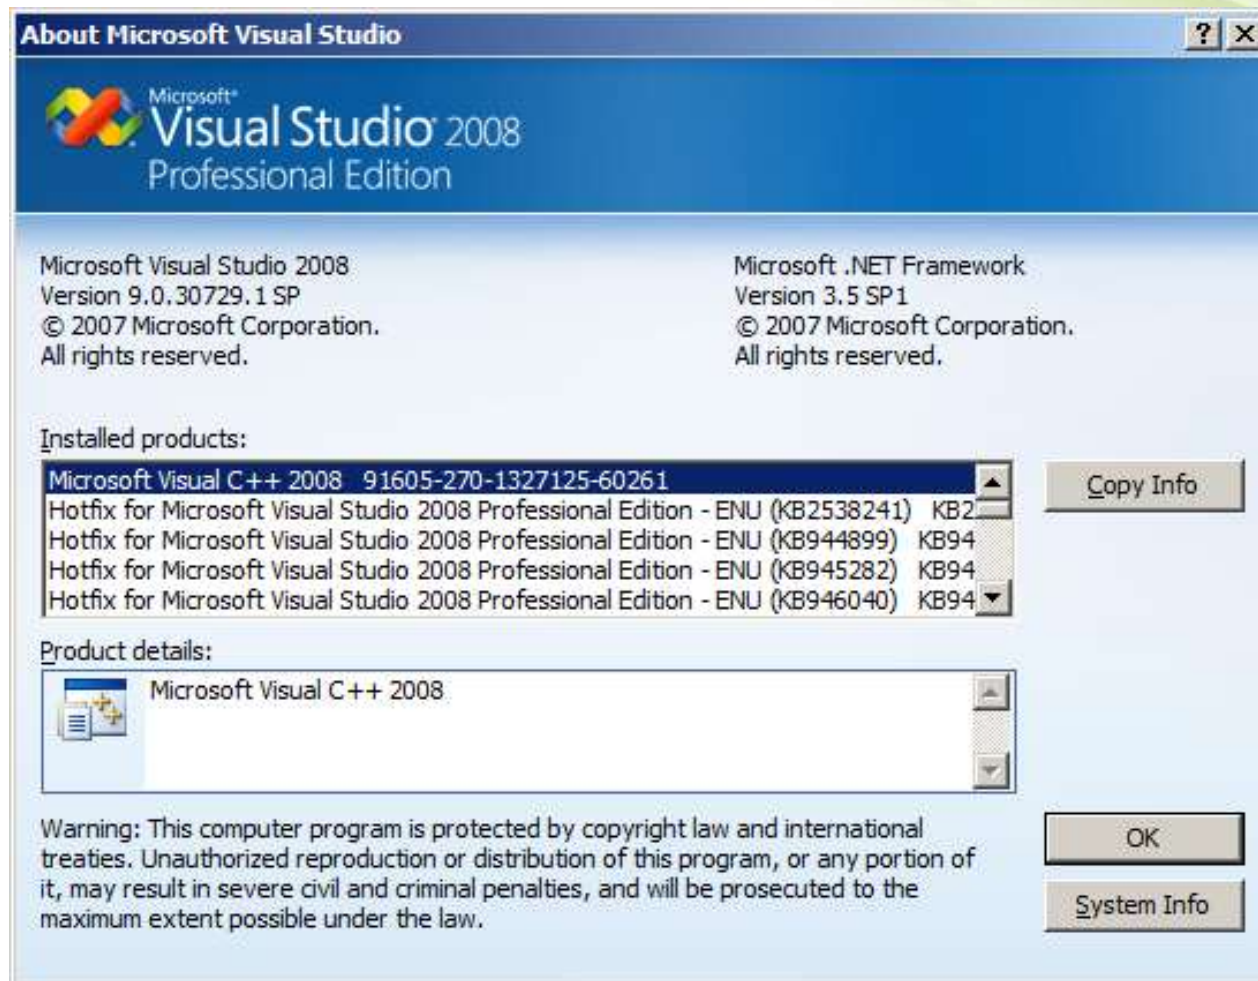 About Microsoft Visual Studio
Microsoft®
Visual Studio® 2008
Professional Edition
Microsoft Visual Studio 2008
Version 9.0.30729.1 SP
© 2007 Microsoft Corporation.
All rights reserved.
Microsoft .NET Framework
Version 3.5 SP1
© 2007 Microsoft Corporation.
All rights reserved.
Installed products:
Microsoft Visual C++ 2008   91605-270-1327125-60261
Hotfix for Microsoft Visual Studio 2008 Professional Edition - ENU (KB2538241)   KB2
Hotfix for Microsoft Visual Studio 2008 Professional Edition - ENU (KB944899)   KB94
Hotfix for Microsoft Visual Studio 2008 Professional Edition - ENU (KB945282)   KB94
Hotfix for Microsoft Visual Studio 2008 Professional Edition - ENU (KB946040)   KB94
Copy Info
Product details:
Microsoft Visual C++ 2008
Warning: This computer program is protected by copyright law and international
treaties. Unauthorized reproduction or distribution of this program, or any portion of
it, may result in severe civil and criminal penalties, and will be prosecuted to the
maximum extent possible under the law.
OK
System Info